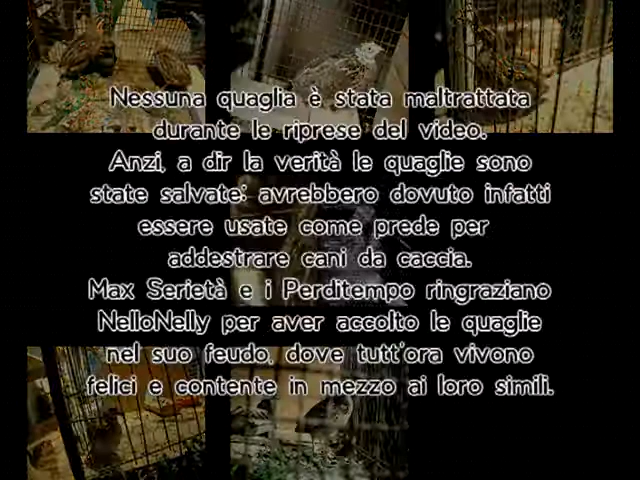 Nessuna quaglia è stata maltrattata
durante le riprese del video.
Anzi, a dir la verità le quaglie sono
state salvate: avrebbero dovuto infatti
essere usate come prede per
addestrare cani da caccia.
Max Serietà e i Perditempo ringraziano
NelloNelly per aver accolto le quaglie
nel suo feudo, dove tutt'ora vivono
felici e contente in mezzo ai loro simili.